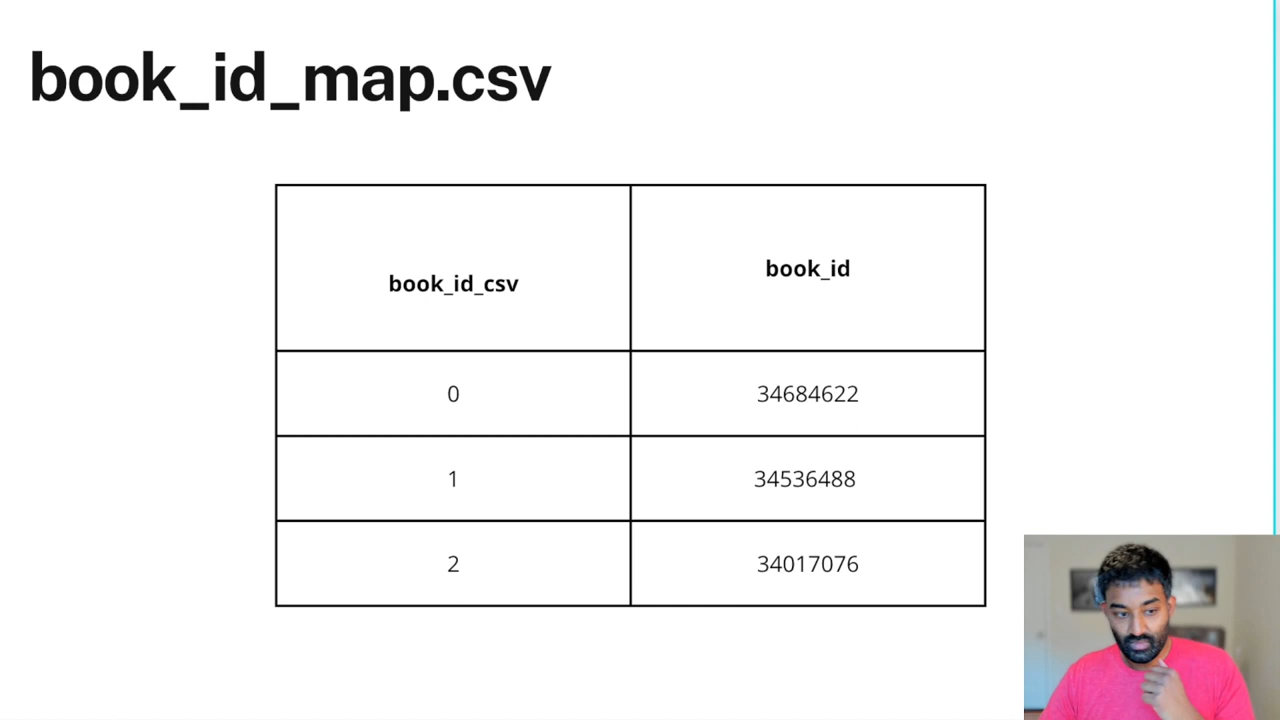 book_id_map.csv
book_id_csv book_id
0 34684622
1 34536488
2 34017076